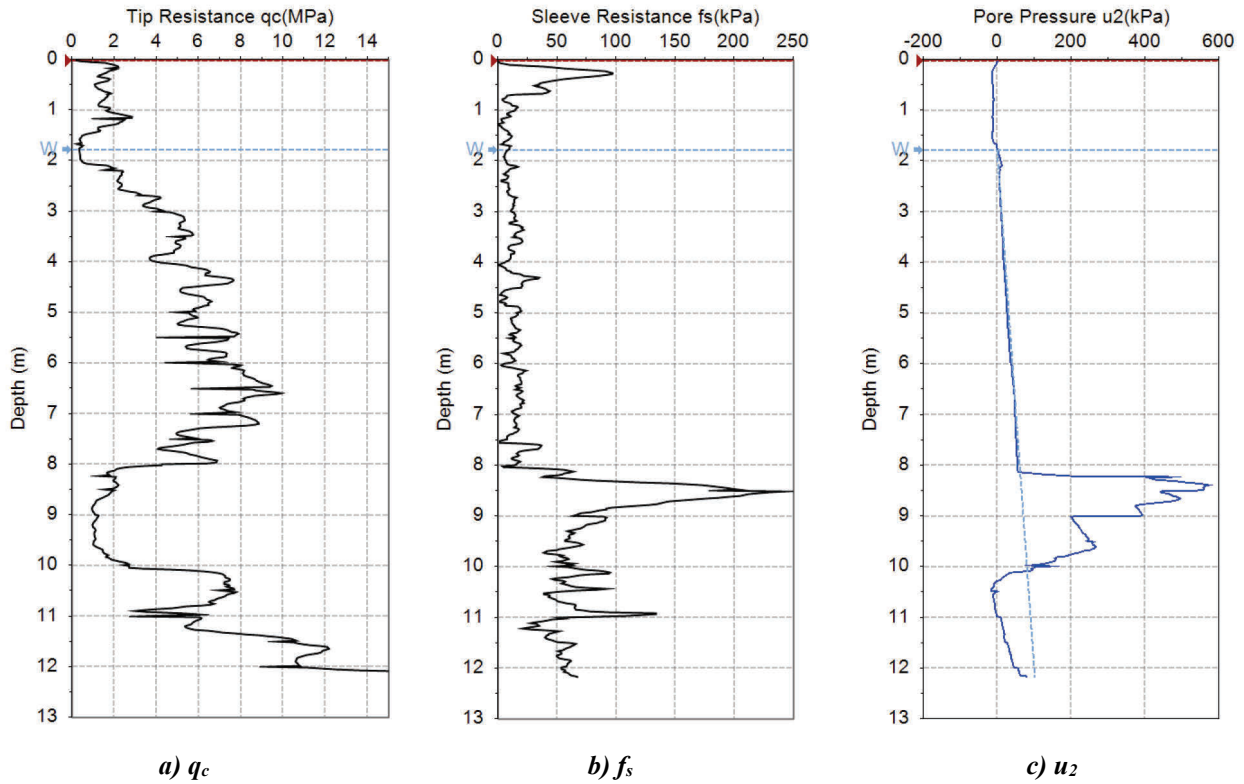 Tip Resistance qc(MPa)
0 2 4 6 8 10 12 14
Depth (m)
0
1
W
2
3
4
5
6
7
8
9
10
11
12
13
a) qc
Sleeve Resistance fs(kPa)
0 50 100 150 200 250
Depth (m)
0
1
W
2
3
4
5
6
7
8
9
10
11
12
13
b) fs
Pore Pressure u2(kPa)
-200 0 200 400 600
Depth (m)
0
1
W
2
3
4
5
6
7
8
9
10
11
12
13
c) u2